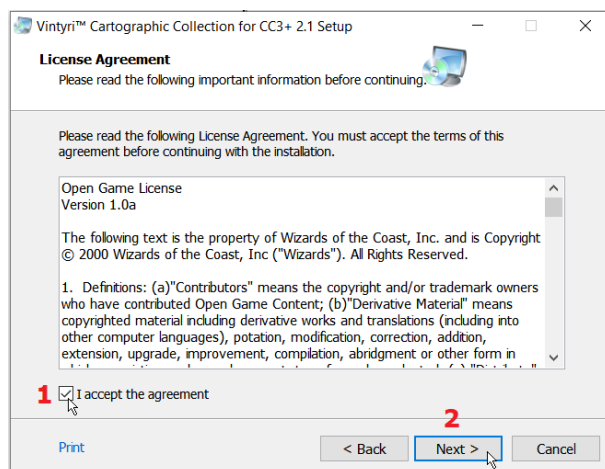 Vintyri™ Cartographic Collection for CC3+ 2.1 Setup
License Agreement
Please read the following important information before continuing.
Please read the following License Agreement. You must accept the terms of this
agreement before continuing with the installation.
Open Game License
Version 1.0a
The following text is the property of Wizards of the Coast, Inc. and is Copyright
© 2000 Wizards of the Coast, Inc ("Wizards"). All Rights Reserved.
1. Definitions: (a)"Contributors" means the copyright and/or trademark owners
who have contributed Open Game Content; (b)"Derivative Material" means
copyrighted material including derivative works and translations (including into
other computer languages), potation, modification, correction, addition,
extension, upgrade, improvement, compilation, abridgment or other form in
1 I accept the agreement
2
Print < Back Next > Cancel